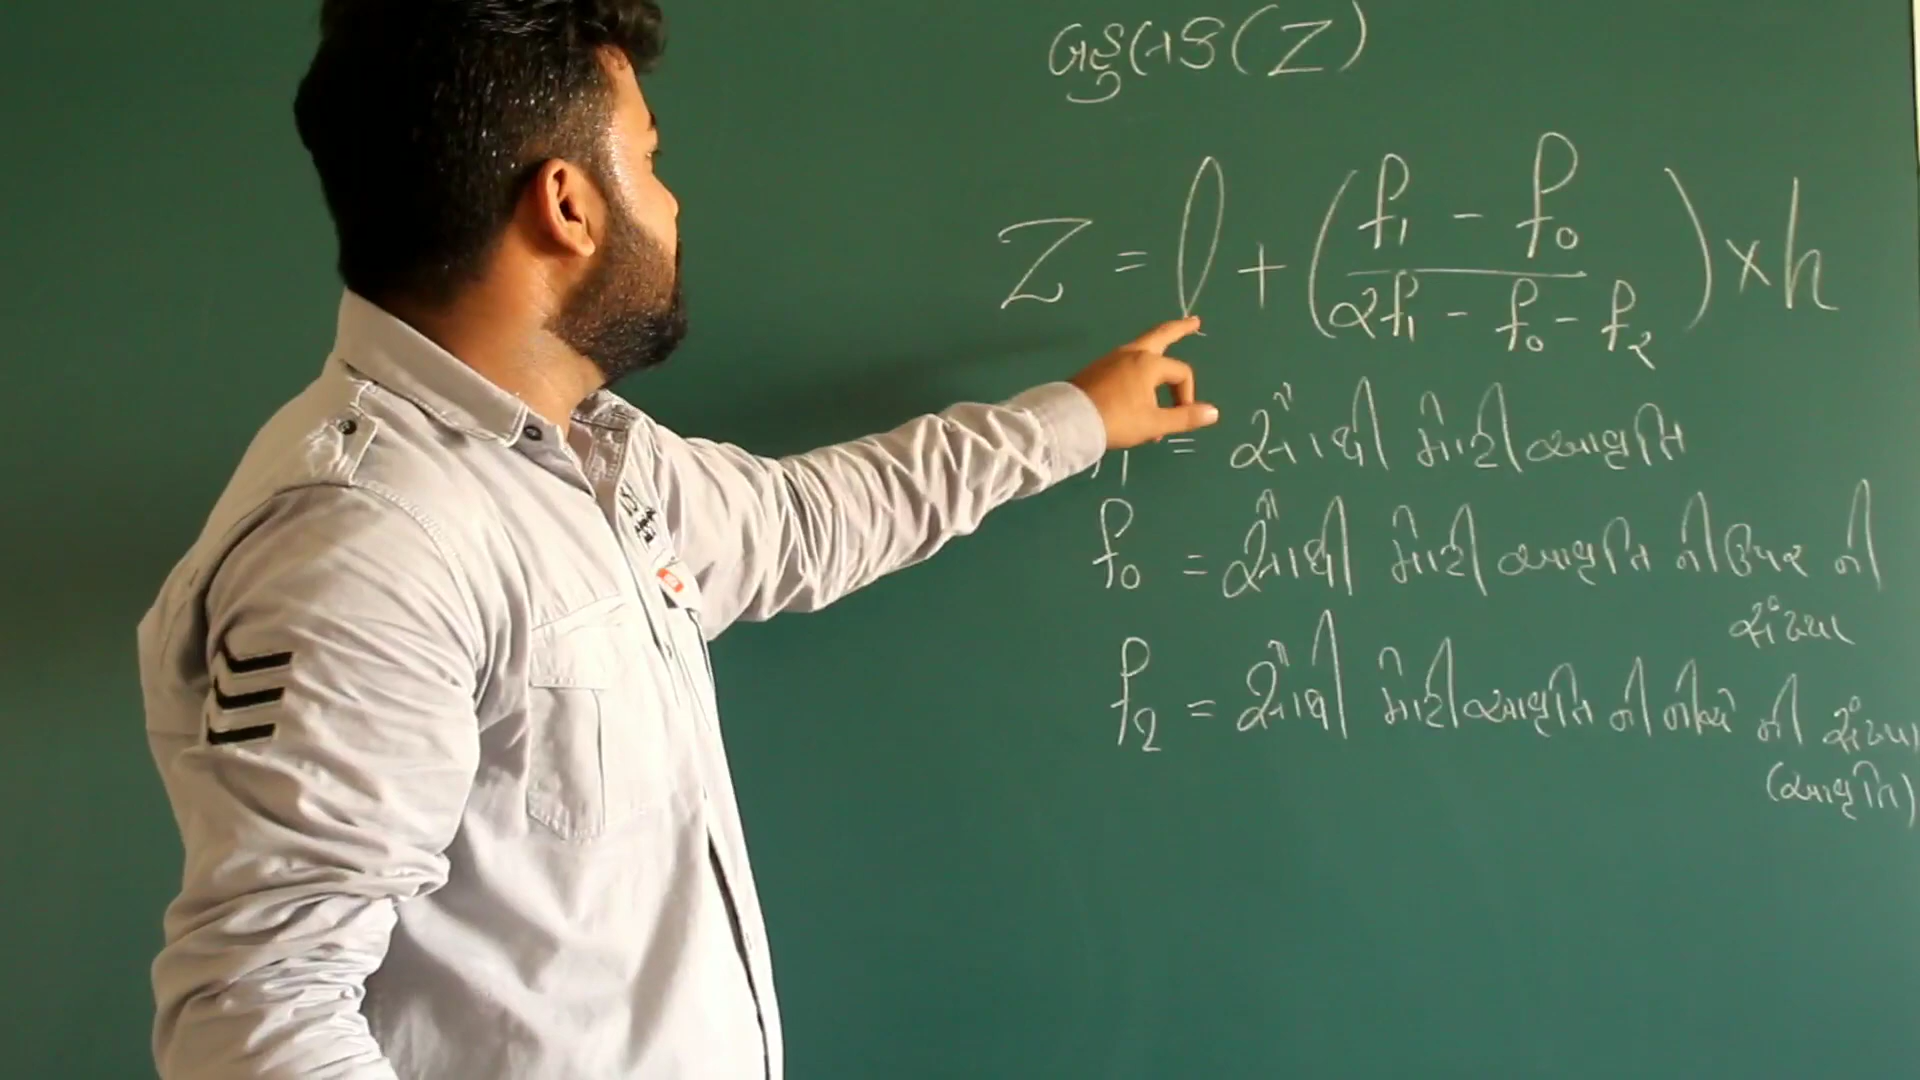 બહુલક (Z)
Z = l + (f₁ - f₀ / 2f₁ - f₀ - f₂) × h
f₁ = સૌથી મોટી આવૃતિ
f₀ = સૌથી મોટી આવૃતિ ની ઉપર ની
સંખ્યા
f₂ = સૌથી મોટી આવૃતિ ની નીચે ની સંખ્યા
(આવૃતિ)